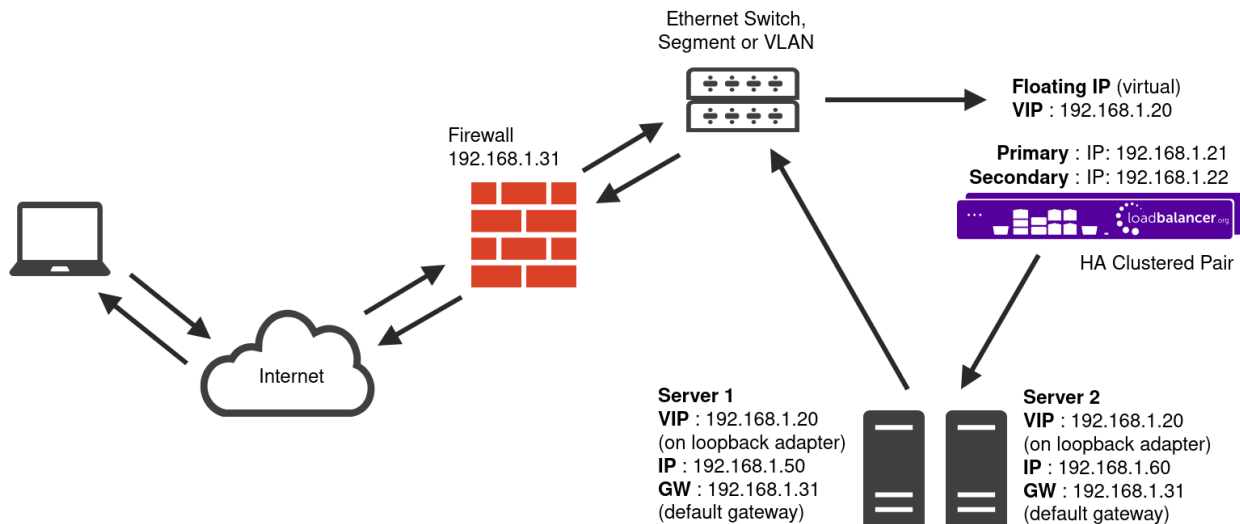 Ethernet Switch,
Segment or VLAN
Floating IP (virtual)
VIP : 192.168.1.20
Firewall
192.168.1.31
Primary : IP: 192.168.1.21
Secondary : IP: 192.168.1.22
loadbalancer.org
HA Clustered Pair
Internet
Server 1
VIP : 192.168.1.20
(on loopback adapter)
IP : 192.168.1.50
GW : 192.168.1.31
(default gateway)
Server 2
VIP : 192.168.1.20
(on loopback adapter)
IP : 192.168.1.60
GW : 192.168.1.31
(default gateway)